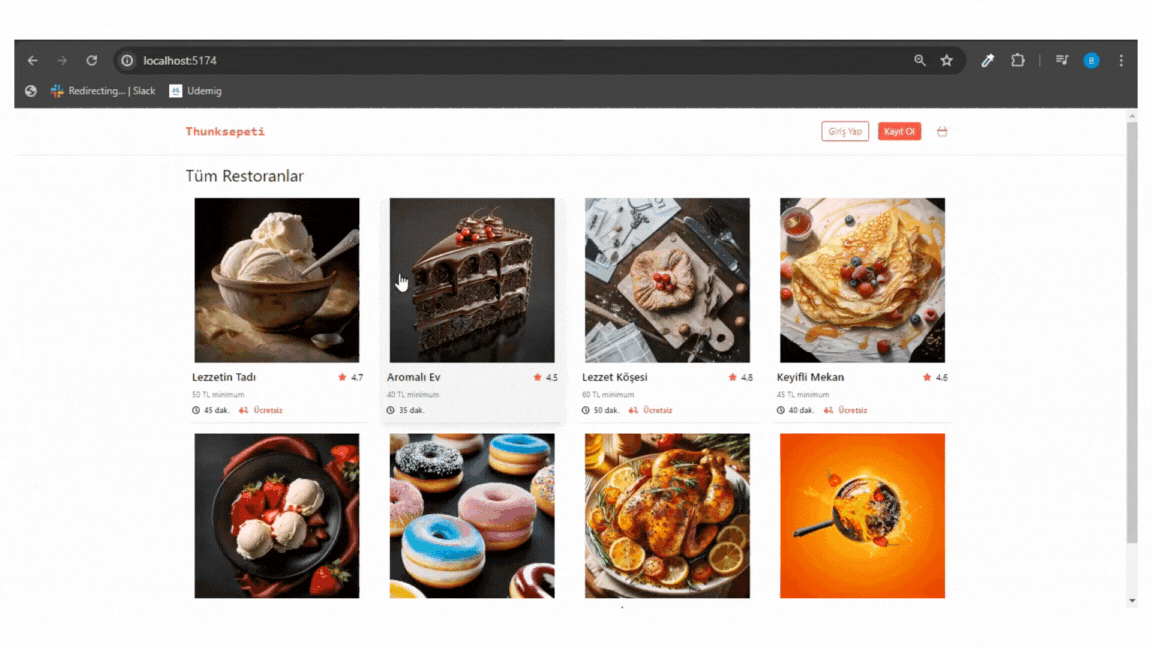 localhost:5174
Redirecting... | Slack
Udemig
Thunksepeti
Giriş Yap
Kayıt Ol
Tüm Restoranlar
Lezzetin Tadı 4.7
50 TL minimum
45 dak. Ücretsiz
Aromalı Ev 4.5
40 TL minimum
35 dak.
Lezzet Köşesi 4.8
60 TL minimum
50 dak. Ücretsiz
Keyifli Mekan 4.6
45 TL minimum
40 dak. Ücretsiz